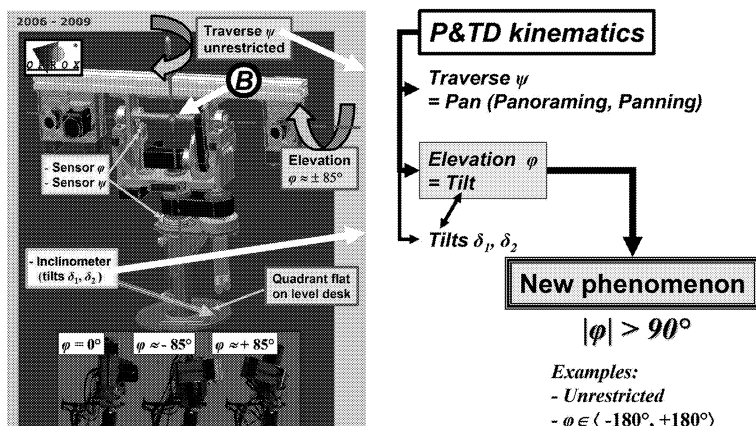 2006 - 2009
OPROX
Traverse ψ
unrestricted
B
- Sensor φ
- Sensor ψ
Elevation
φ ≈ ± 85°
- Inclinometer
(tilts δ₁, δ₂ )
Quadrant flat
on level desk
φ = 0°
φ ≈ - 85°
φ ≈ + 85°
P&TD kinematics
Traverse ψ
= Pan (Panoraming, Panning)
Elevation φ
= Tilt
Tilts δ₁, δ₂
New phenomenon
|φ| > 90°
Examples:
- Unrestricted
- φ ∈ ⟨ -180°, +180°⟩